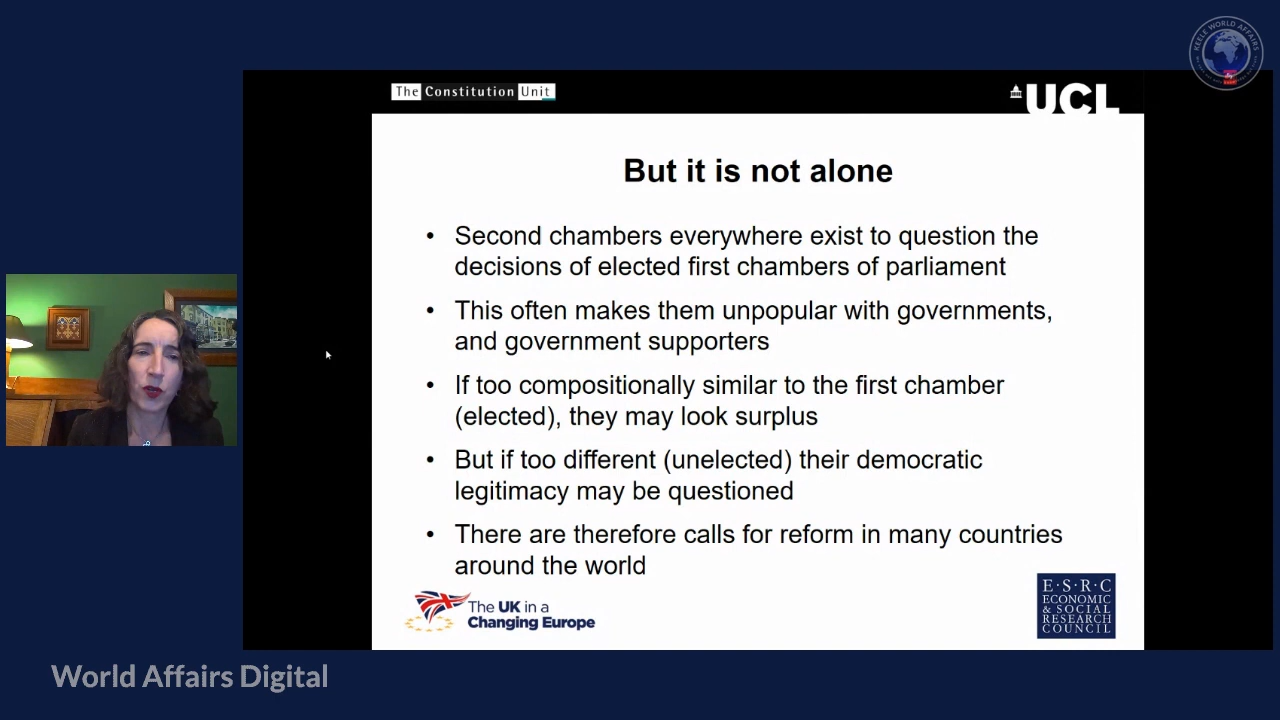 KEELE WORLD AFFAIRS
The Constitution Unit
UCL
But it is not alone
• Second chambers everywhere exist to question the
decisions of elected first chambers of parliament
• This often makes them unpopular with governments,
and government supporters
• If too compositionally similar to the first chamber
(elected), they may look surplus
• But if too different (unelected) their democratic
legitimacy may be questioned
• There are therefore calls for reform in many countries
around the world
The UK in a
Changing Europe
E·S·R·C
ECONOMIC
& SOCIAL
RESEARCH
COUNCIL
World Affairs Digital